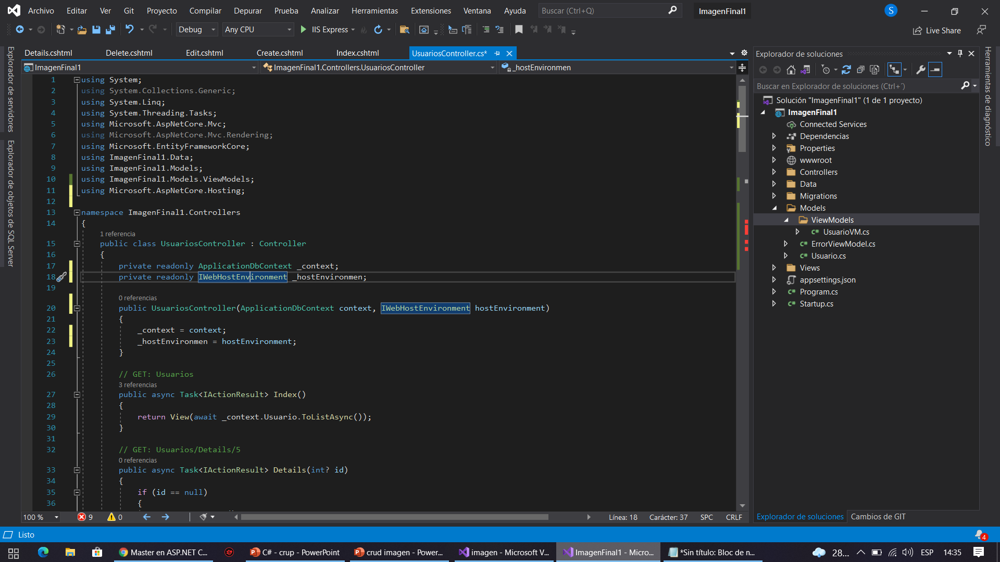 Archivo Editar Ver Git Proyecto Compilar Depurar Prueba Analizar Herramientas Extensiones Ventana Ayuda Buscar (Ctrl+Q) ImagenFinal1 S
Debug Any CPU IIS Express Live Share
Explorador de servidores
Explorador de objetos de SQL Server
Details.cshtml Delete.cshtml Edit.cshtml Create.cshtml Index.cshtml UsuariosController.cs*
ImagenFinal1 ImagenFinal1.Controllers.UsuariosController _hostEnvironmen
1 using System;
2 using System.Collections.Generic;
3 using System.Linq;
4 using System.Threading.Tasks;
5 using Microsoft.AspNetCore.Mvc;
6 using Microsoft.AspNetCore.Mvc.Rendering;
7 using Microsoft.EntityFrameworkCore;
8 using ImagenFinal1.Data;
9 using ImagenFinal1.Models;
10 using ImagenFinal1.Models.ViewModels;
11 using Microsoft.AspNetCore.Hosting;
12
13 namespace ImagenFinal1.Controllers
14 {
1 referencia
15 public class UsuariosController : Controller
16 {
17 private readonly ApplicationDbContext _context;
18 private readonly IWebHostEnvironment _hostEnvironmen;
19
0 referencias
20 public UsuariosController(ApplicationDbContext context, IWebHostEnvironment hostEnvironment)
21 {
22 _context = context;
23 _hostEnvironmen = hostEnvironment;
24 }
25
26 // GET: Usuarios
3 referencias
27 public async Task<IActionResult> Index()
28 {
29 return View(await _context.Usuario.ToListAsync());
30 }
31
32 // GET: Usuarios/Details/5
0 referencias
33 public async Task<IActionResult> Details(int? id)
34 {
35 if (id == null)
36 {
100 % 9 0 Línea: 18 Carácter: 37 SPC CRLF
Explorador de soluciones
Buscar en Explorador de soluciones (Ctrl+´)
Solución "ImagenFinal1" (1 de 1 proyecto)
ImagenFinal1
Connected Services
Dependencias
Properties
wwwroot
Controllers
Data
Migrations
Models
ViewModels
C# UsuarioVM.cs
C# ErrorViewModel.cs
C# Usuario.cs
Views
appsettings.json
C# Program.cs
C# Startup.cs
Explorador de soluciones Cambios de GIT
Herramientas de diagnóstico
Listo 4
Master en ASP.NET C... C# - crup - PowerPoint crud imagen - Power... imagen - Microsoft V... ImagenFinal1 - Micro... *Sin título: Bloc de n... 28... ESP 14:35